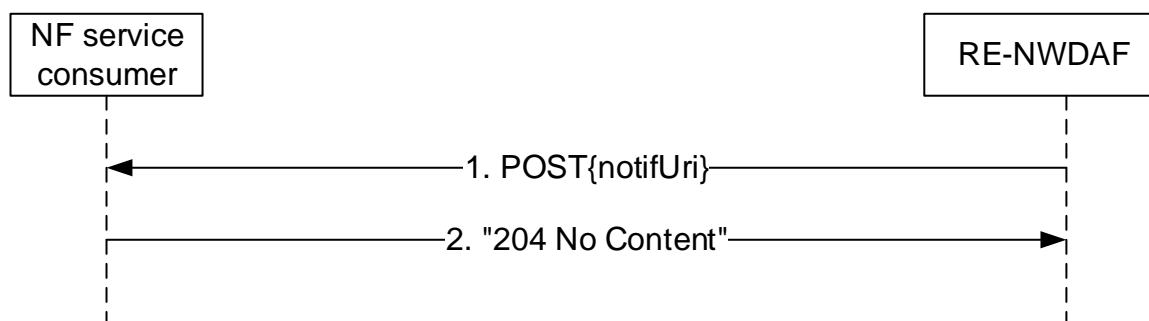 NF service
consumer
RE-NWDAF
1. POST{notifUri}
2. "204 No Content"